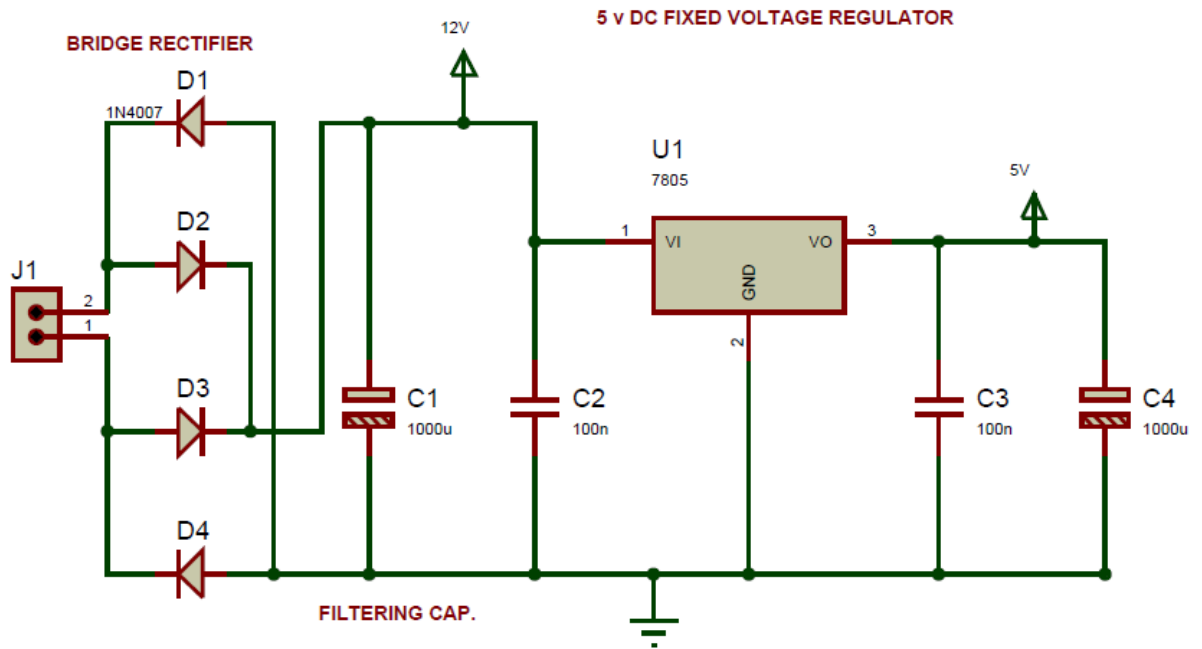 5 v DC FIXED VOLTAGE REGULATOR
BRIDGE RECTIFIER
12V
D1
1N4007
U1
7805
5V
D2
1
VI
VO
3
J1
2
1
GND
2
D3
C1
1000u
C2
100n
C3
100n
C4
1000u
D4
FILTERING CAP.